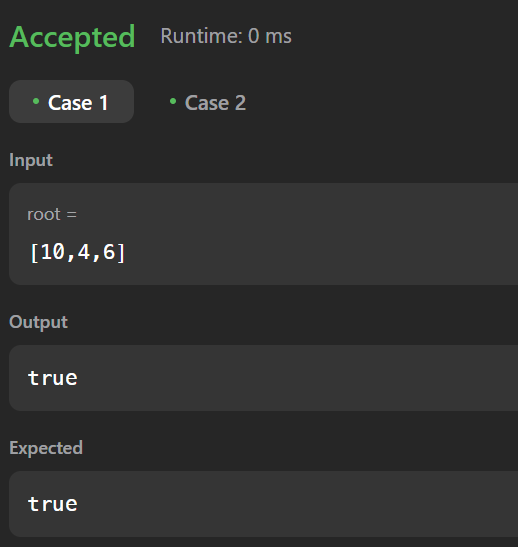 Accepted Runtime: 0 ms
• Case 1 • Case 2
Input
root =
[10,4,6]
Output
true
Expected
true